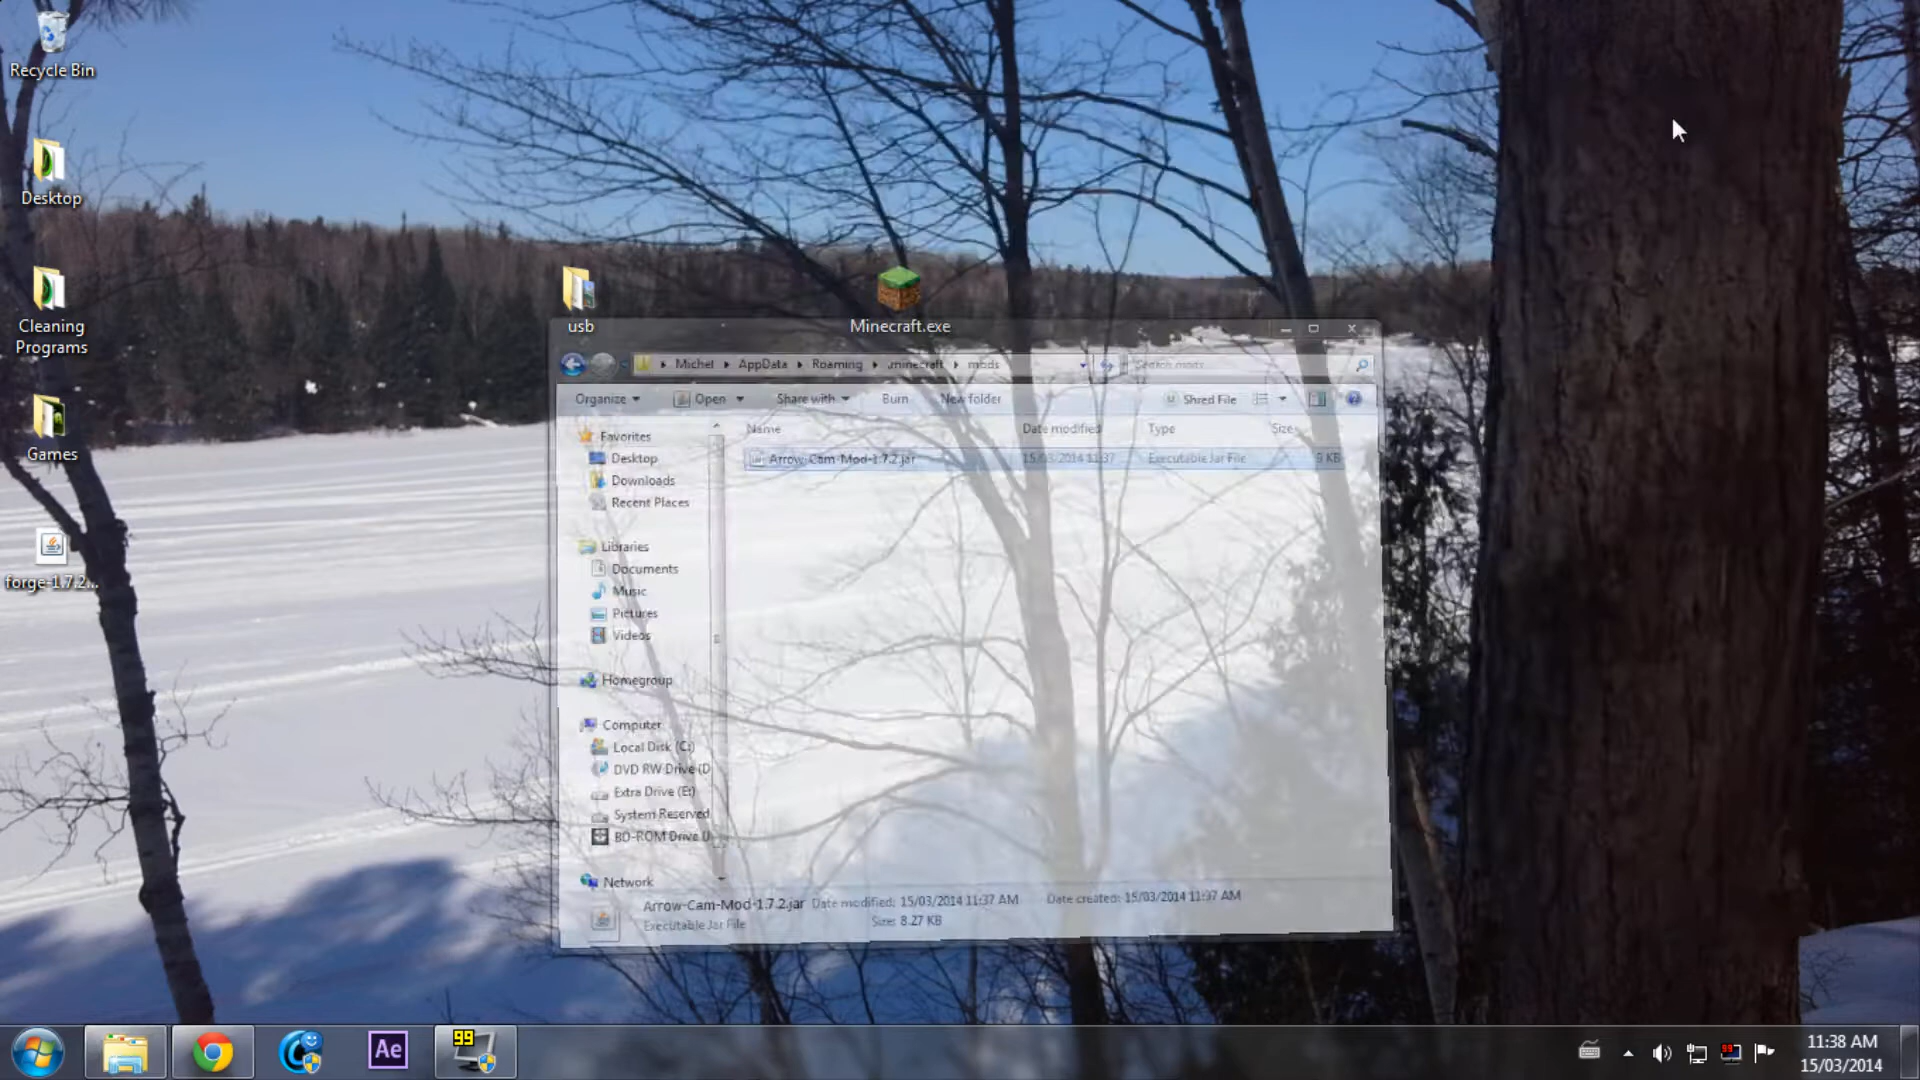 Recycle Bin
Desktop
Cleaning
Programs
Games
forge-1.7.2...
usb
Minecraft.exe
Michel
AppData
Roaming
.minecraft
mods
Search mods
Organize
Open
Share with
Burn
New folder
Shred File
Name
Date modified
Type
Size
Arrow-Cam-Mod-1.7.2.jar
15/03/2014 11:37
Executable Jar File
9 KB
Favorites
Desktop
Downloads
Recent Places
Libraries
Documents
Music
Pictures
Videos
Homegroup
Computer
Local Disk (C:)
DVD RW Drive (D
Extra Drive (E:)
System Reserved
BD-ROM Drive (
Network
Arrow-Cam-Mod-1.7.2.jar
Date modified: 15/03/2014 11:37 AM
Date created: 15/03/2014 11:37 AM
Executable Jar File
Size: 8.27 KB
Ae
99
99
11:38 AM
15/03/2014